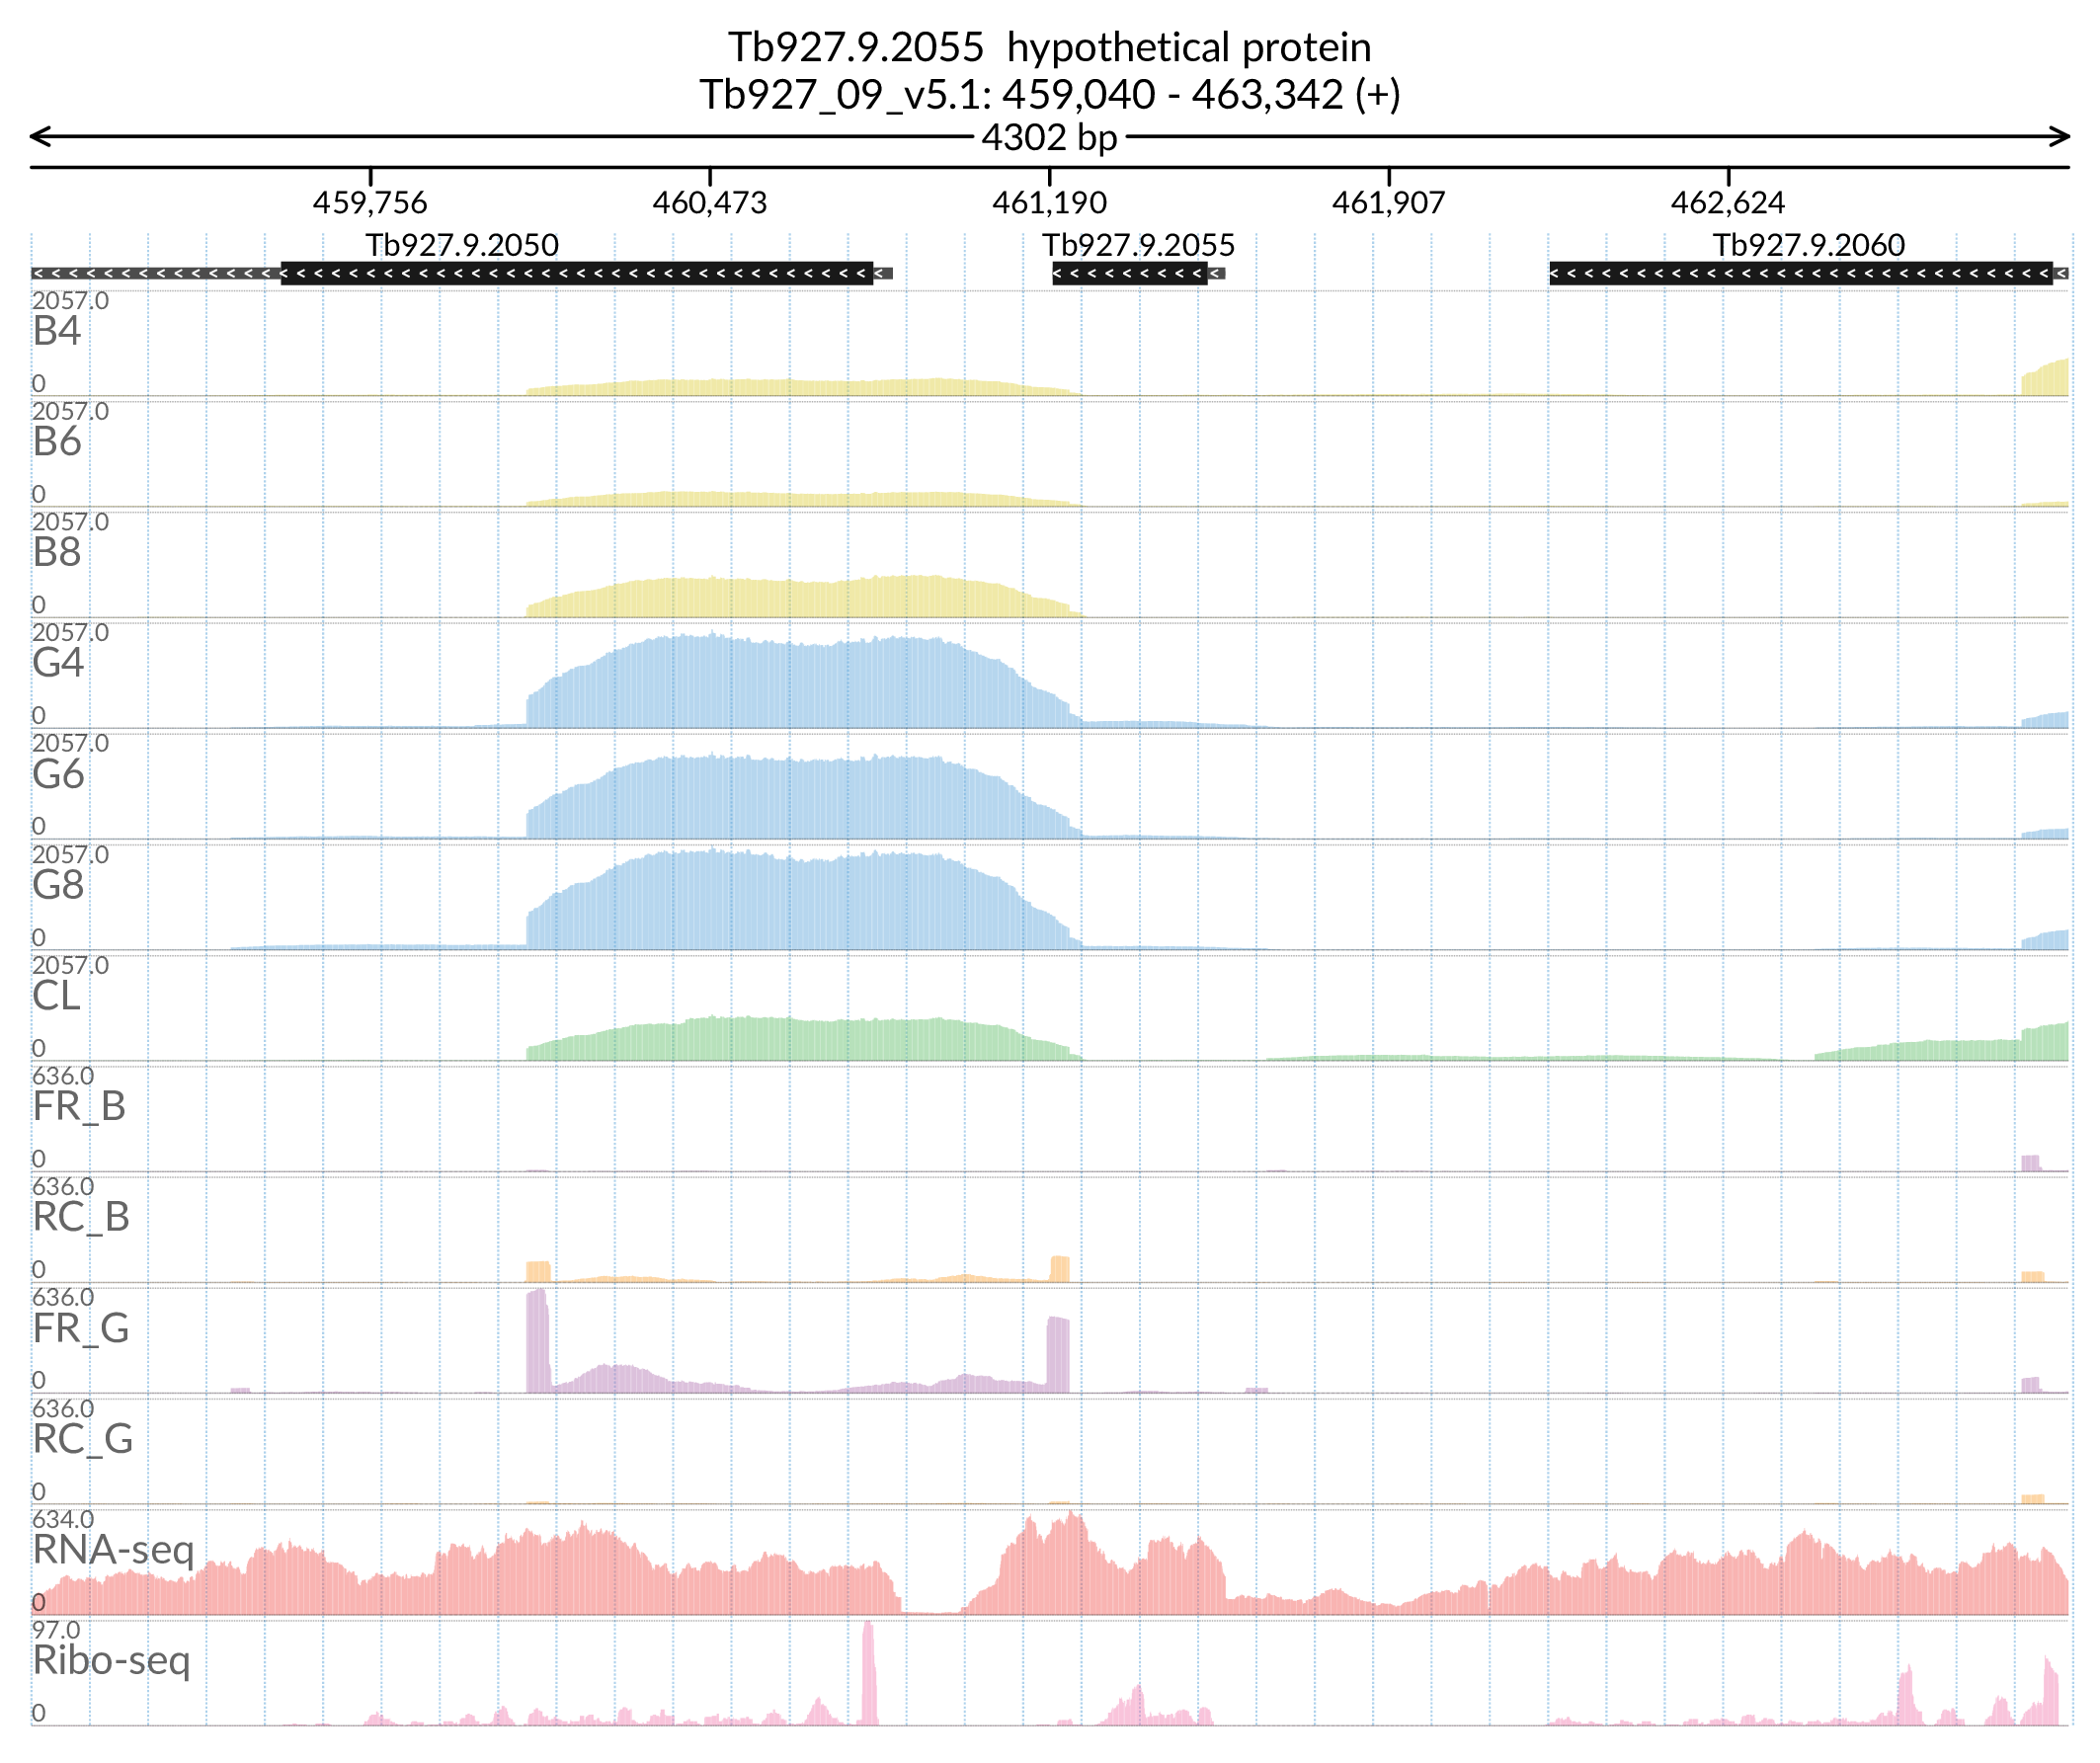 Tb927.9.2055 hypothetical protein
Tb927_09_v5.1: 459,040 - 463,342 (+)
4302 bp
459,756 460,473 461,190 461,907 462,624
Tb927.9.2050 Tb927.9.2055 Tb927.9.2060
2057.0
B4
0
2057.0
B6
0
2057.0
B8
0
2057.0
G4
0
2057.0
G6
0
2057.0
G8
0
2057.0
CL
0
636.0
FR_B
0
636.0
RC_B
0
636.0
FR_G
0
636.0
RC_G
0
634.0
RNA-seq
0
97.0
Ribo-seq
0